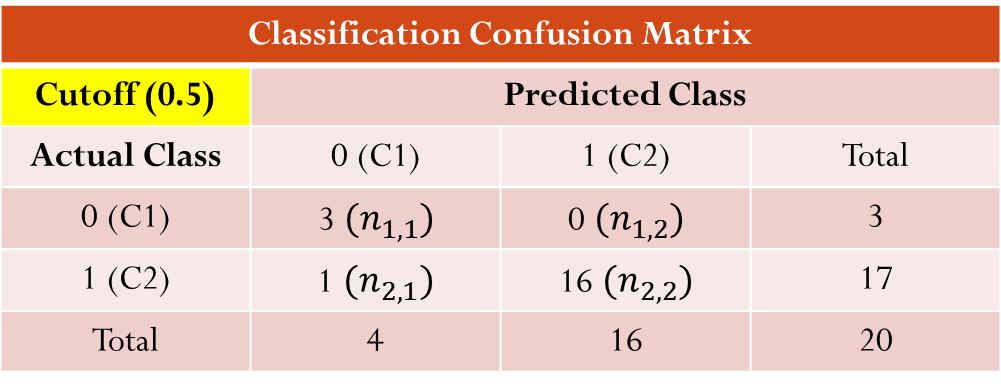 Classification Confusion Matrix
Cutoff (0.5) Predicted Class
Actual Class 0 (C1) 1 (C2) Total
0 (C1) 3 (n₁,₁) 0 (n₁,₂) 3
1 (C2) 1 (n₂,₁) 16 (n₂,₂) 17
Total 4 16 20